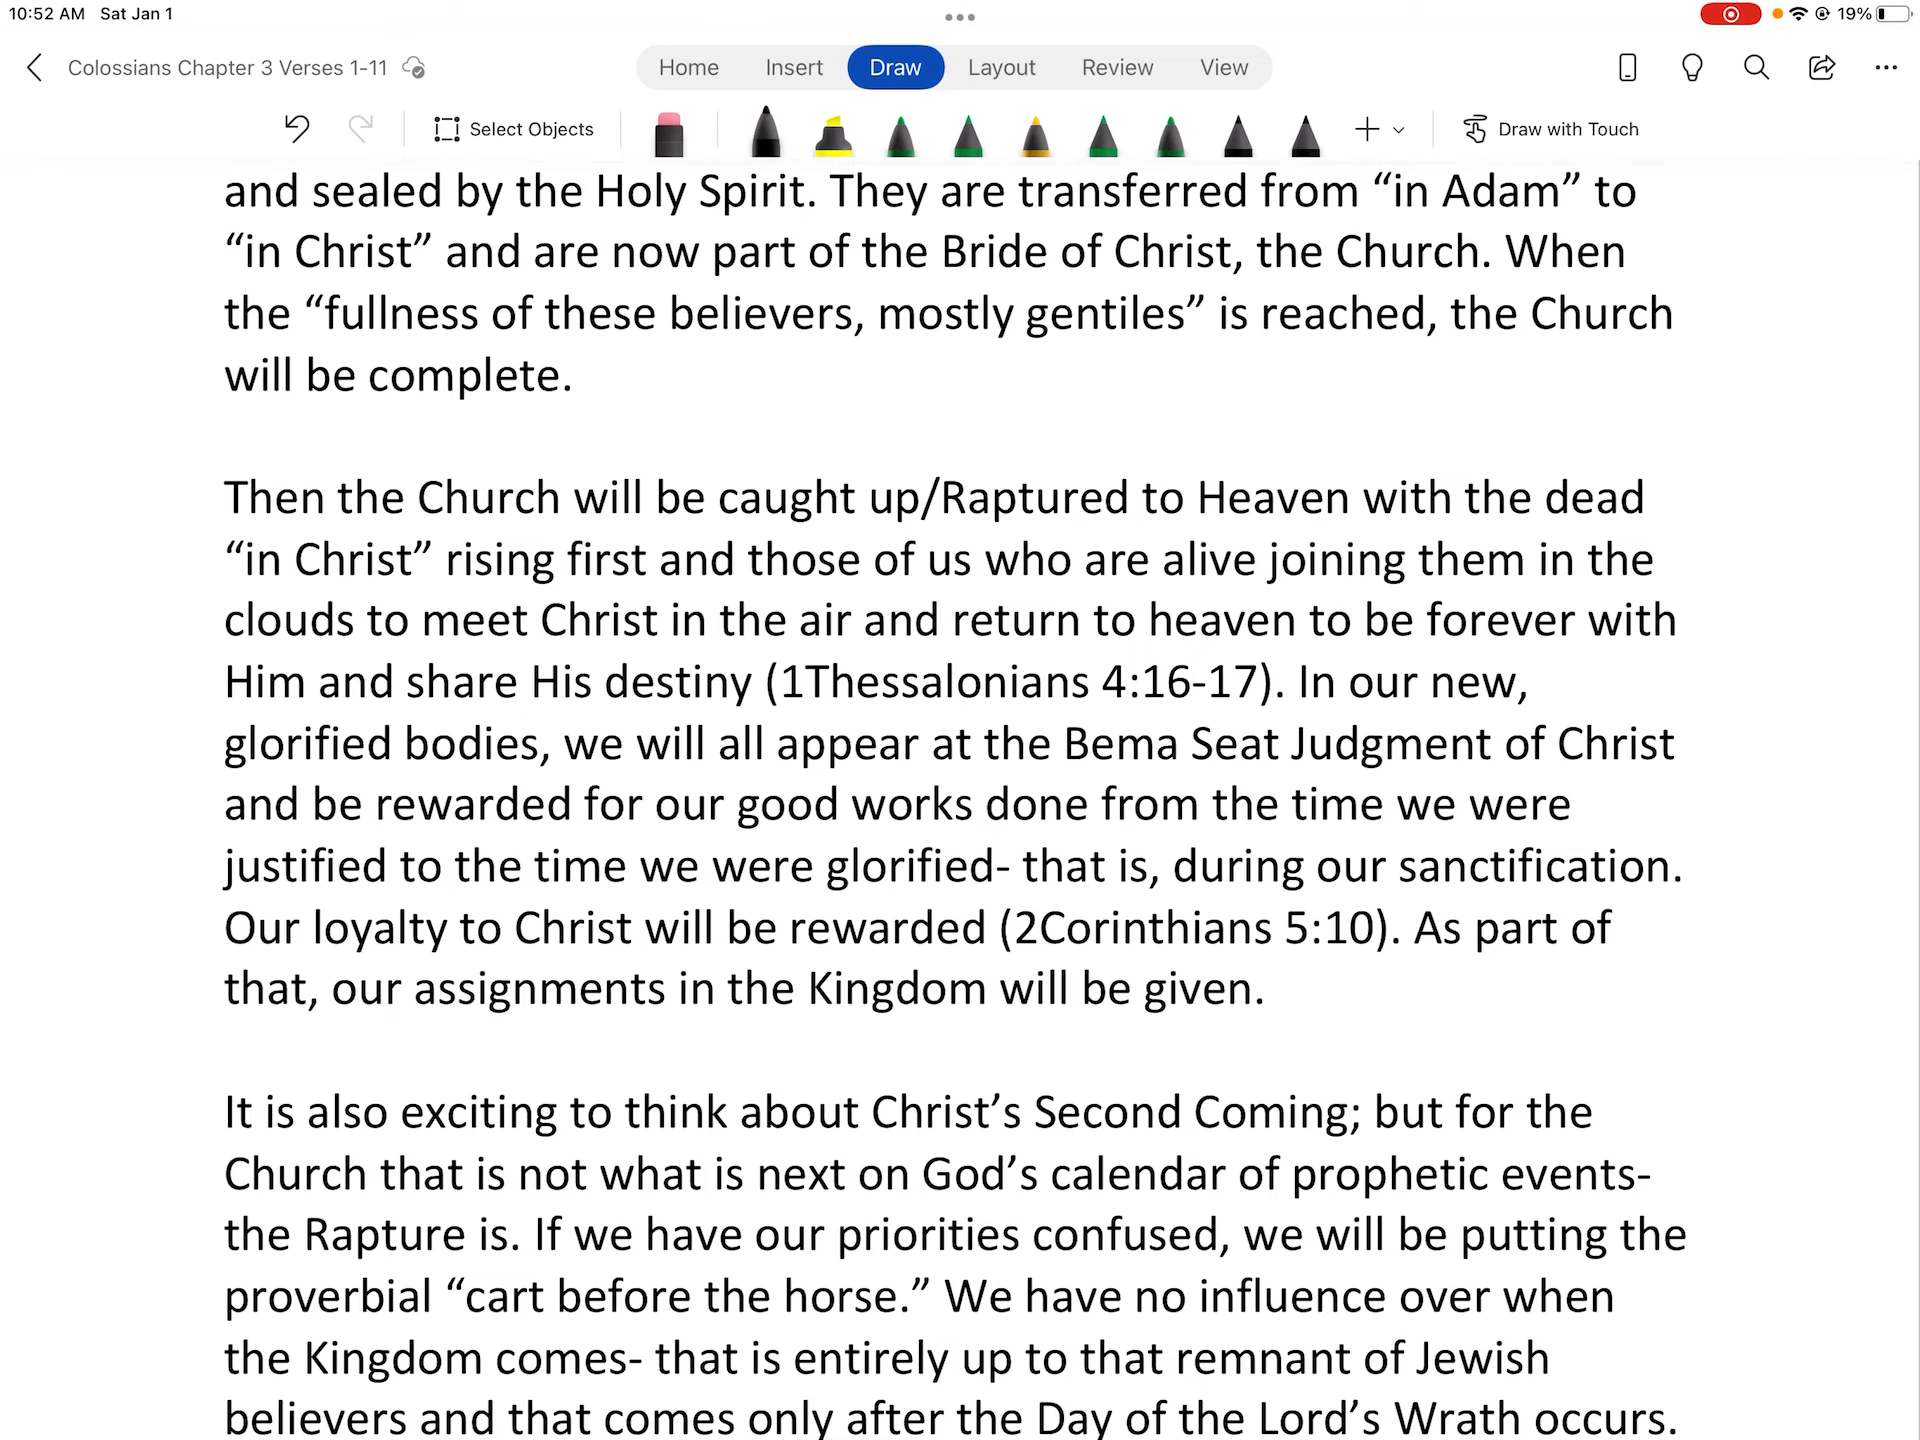 10:52 AM Sat Jan 1
19%
Colossians Chapter 3 Verses 1-11
Home Insert Draw Layout Review View
Select Objects
Draw with Touch
and sealed by the Holy Spirit. They are transferred from “in Adam” to
“in Christ” and are now part of the Bride of Christ, the Church. When
the “fullness of these believers, mostly gentiles” is reached, the Church
will be complete.
Then the Church will be caught up/Raptured to Heaven with the dead
“in Christ” rising first and those of us who are alive joining them in the
clouds to meet Christ in the air and return to heaven to be forever with
Him and share His destiny (1Thessalonians 4:16-17). In our new,
glorified bodies, we will all appear at the Bema Seat Judgment of Christ
and be rewarded for our good works done from the time we were
justified to the time we were glorified- that is, during our sanctification.
Our loyalty to Christ will be rewarded (2Corinthians 5:10). As part of
that, our assignments in the Kingdom will be given.
It is also exciting to think about Christ’s Second Coming; but for the
Church that is not what is next on God’s calendar of prophetic events-
the Rapture is. If we have our priorities confused, we will be putting the
proverbial “cart before the horse.” We have no influence over when
the Kingdom comes- that is entirely up to that remnant of Jewish
believers and that comes only after the Day of the Lord’s Wrath occurs.